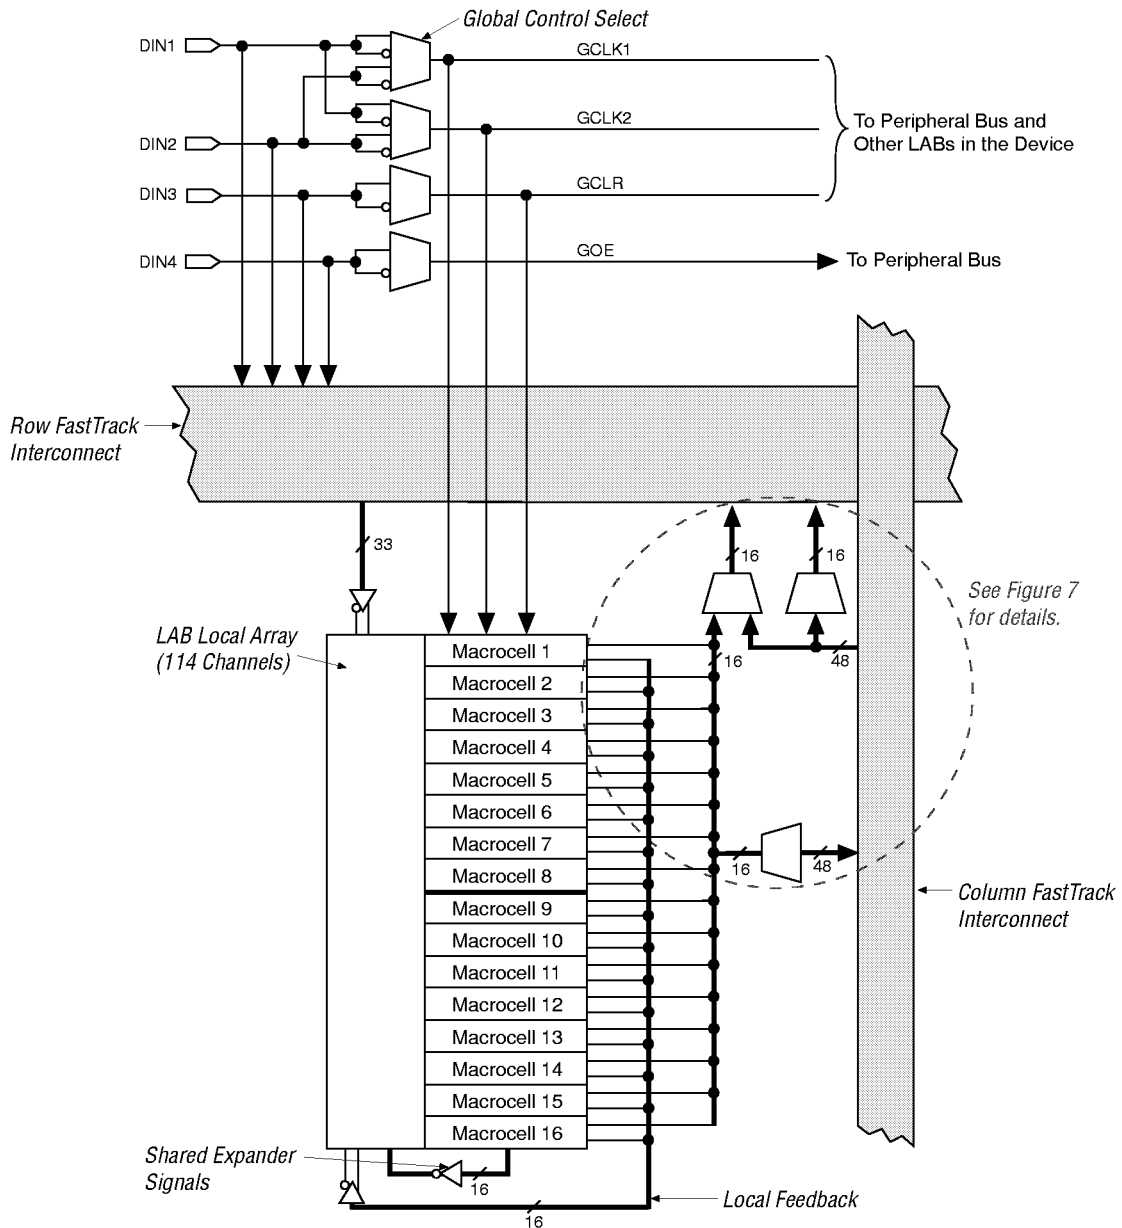 Global Control Select
DIN1
GCLK1
DIN2
GCLK2
To Peripheral Bus and
Other LABs in the Device
DIN3
GCLR
DIN4
GOE
To Peripheral Bus
Row FastTrack
Interconnect
33
16
16
See Figure 7
for details.
LAB Local Array
(114 Channels)
16
48
Macrocell 1
Macrocell 2
Macrocell 3
Macrocell 4
Macrocell 5
Macrocell 6
Macrocell 7
Macrocell 8
16
48
Column FastTrack
Interconnect
Macrocell 9
Macrocell 10
Macrocell 11
Macrocell 12
Macrocell 13
Macrocell 14
Macrocell 15
Macrocell 16
Shared Expander
Signals
16
Local Feedback
16